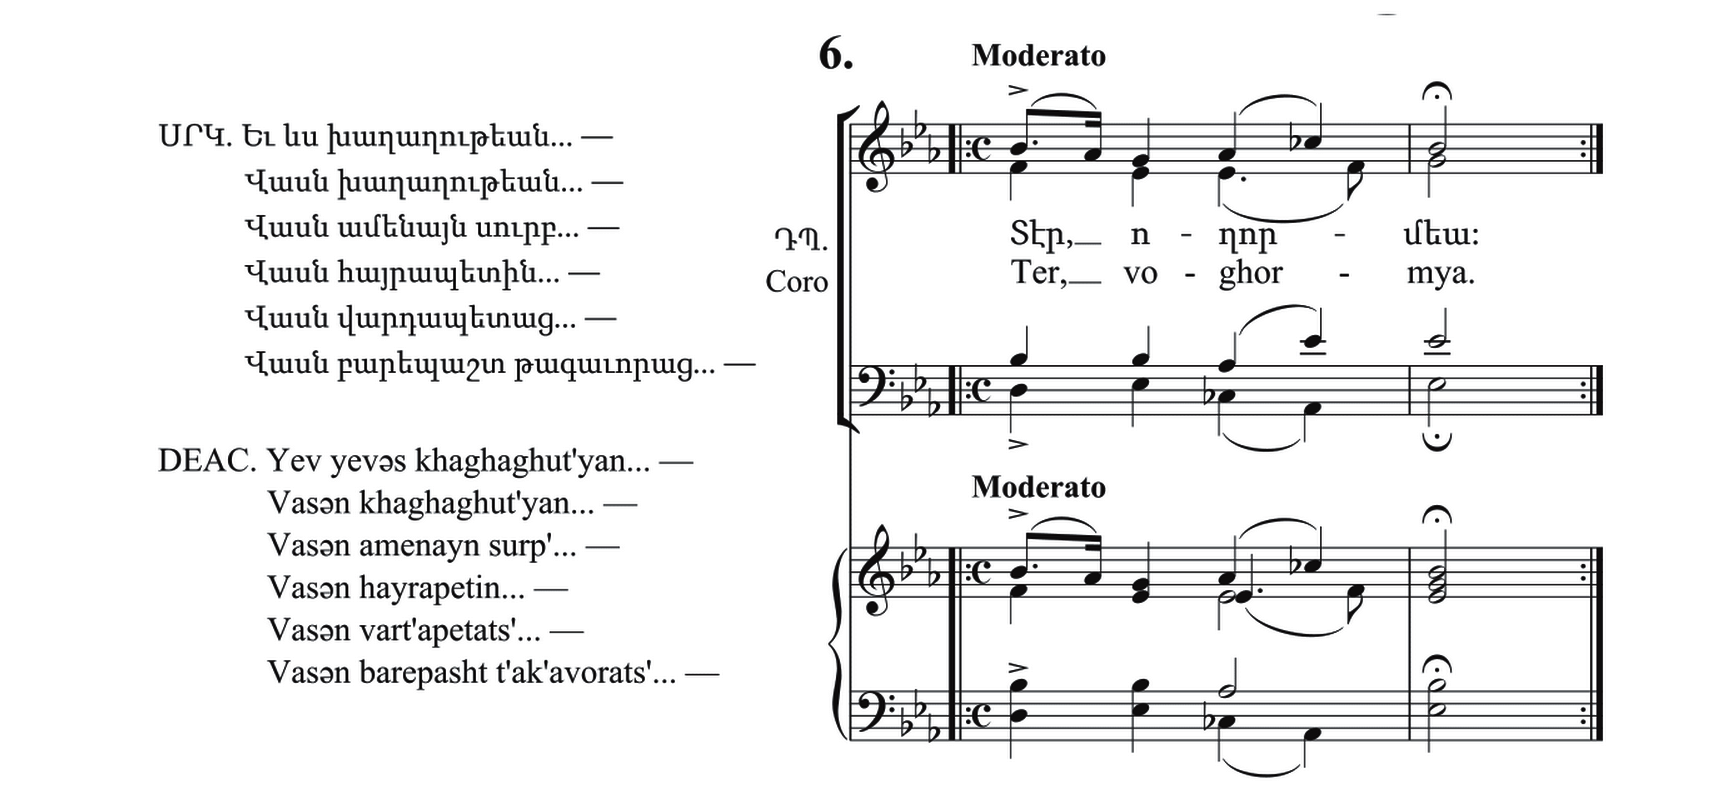 6.
Moderato
ՍՐԿ. Եւ ևս խաղաղութեան... —
Վասն խաղաղութեան... —
Վասն ամենայն սուրբ... —
Վասն հայրապետին... —
Վասն վարդապետաց... —
Վասն բարեպաշտ թագաւորաց... —
ԴՊ. Տէր,__ ո - ղոր - մեա:
Coro Ter,__ vo - ghor - mya.
DEAC. Yev yevəs khaghaghut'yan... —
Vasən khaghaghut'yan... —
Vasən amenayn surp'... —
Vasən hayrapetin... —
Vasən vart'apetats'... —
Vasən barepasht t'ak'avorats'... —
Moderato